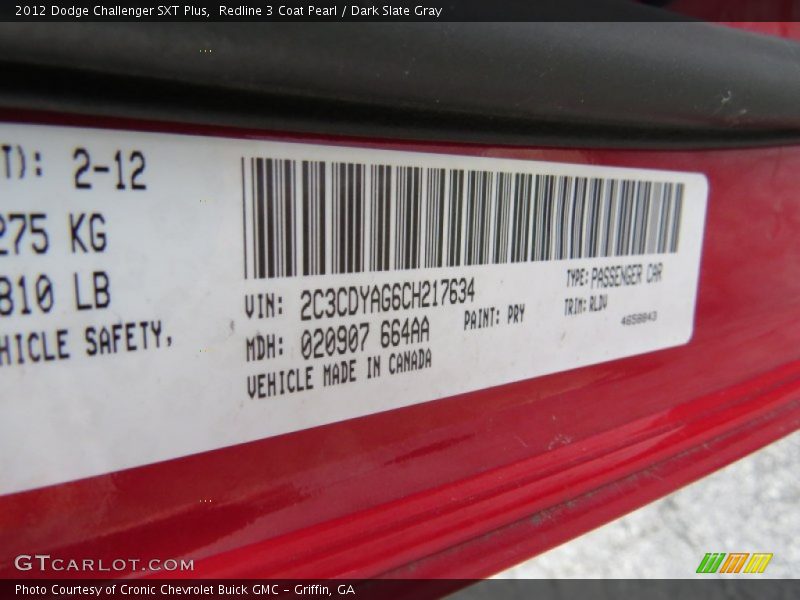 2012 Dodge Challenger SXT Plus,  Redline 3 Coat Pearl / Dark Slate Gray
T): 2-12
275 KG
810 LB
HICLE SAFETY,
VIN: 2C3CDYAG6CH217634
TYPE: PASSENGER CAR
MDH: 020907 664AA
PAINT: PRY
TRIM: RLDV
4658843
VEHICLE MADE IN CANADA
GTCARLOT.COM
Photo Courtesy of Cronic Chevrolet Buick GMC – Griffin, GA